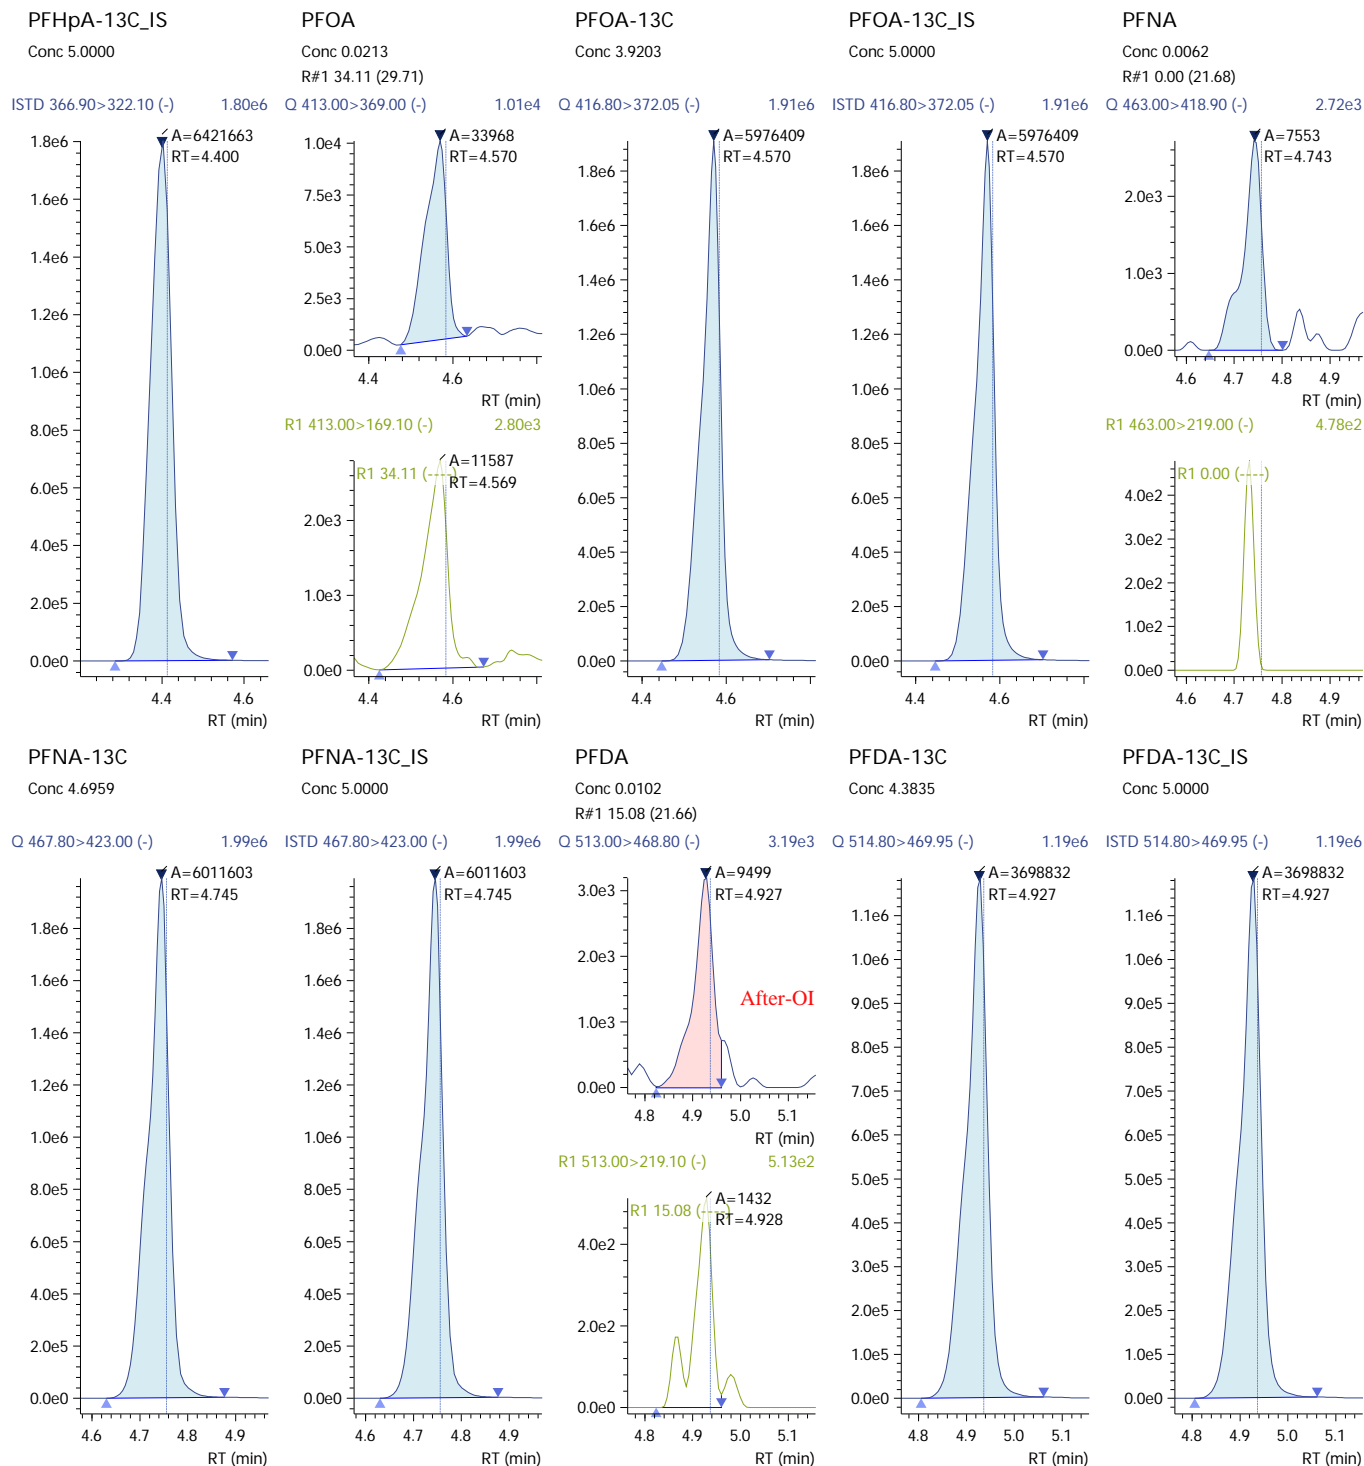 PFHpA-13C_IS
Conc 5.0000
ISTD 366.90>322.10 (-) 1.80e6
A=6421663
RT=4.400
1.8e6
1.6e6
1.4e6
1.2e6
1.0e6
8.0e5
6.0e5
4.0e5
2.0e5
0.0e0
4.4
RT (min)
PFOA
Conc 0.0213
R#1 34.11 (29.71)
Q 413.00>369.00 (-) 1.01e4
A=33968
RT=4.570
1.0e4
7.5e3
5.0e3
2.5e3
0.0e0
4.4 4.6
RT (min)
R1 413.00>169.10 (-) 2.80e3
A=11587
R1 34.11 (----)
RT=4.569
2.0e3
1.0e3
0.0e0
4.4 4.6
RT (min)
PFOA-13C
Conc 3.9203
Q 416.80>372.05 (-) 1.91e6
A=5976409
RT=4.570
1.8e6
1.6e6
1.4e6
1.2e6
1.0e6
8.0e5
6.0e5
4.0e5
2.0e5
0.0e0
4.4 4.6
RT (min)
PFOA-13C_IS
Conc 5.0000
ISTD 416.80>372.05 (-) 1.91e6
A=5976409
RT=4.570
1.8e6
1.6e6
1.4e6
1.2e6
1.0e6
8.0e5
6.0e5
4.0e5
2.0e5
0.0e0
4.4 4.6
RT (min)
PFNA
Conc 0.0062
R#1 0.00 (21.68)
Q 463.00>418.90 (-) 2.72e3
A=7553
RT=4.743
2.0e3
1.0e3
0.0e0
4.6 4.7 4.8 4.9
RT (min)
R1 463.00>219.00 (-) 4.78e2
R1 0.00 (----)
4.0e2
3.0e2
2.0e2
1.0e2
0.0e0
4.6 4.7 4.8 4.9
RT (min)
PFNA-13C
Conc 4.6959
Q 467.80>423.00 (-) 1.99e6
A=6011603
RT=4.745
1.8e6
1.6e6
1.4e6
1.2e6
1.0e6
8.0e5
6.0e5
4.0e5
2.0e5
0.0e0
4.6 4.7 4.8 4.9
RT (min)
PFNA-13C_IS
Conc 5.0000
ISTD 467.80>423.00 (-) 1.99e6
A=6011603
RT=4.745
1.8e6
1.6e6
1.4e6
1.2e6
1.0e6
8.0e5
6.0e5
4.0e5
2.0e5
0.0e0
4.6 4.7 4.8 4.9
RT (min)
PFDA
Conc 0.0102
R#1 15.08 (21.66)
Q 513.00>468.80 (-) 3.19e3
A=9499
RT=4.927
3.0e3
2.0e3
After-OI
1.0e3
0.0e0
4.8 4.9 5.0 5.1
RT (min)
R1 513.00>219.10 (-) 5.13e2
A=1432
R1 15.08 (----)
RT=4.928
4.0e2
2.0e2
0.0e0
4.8 4.9 5.0 5.1
RT (min)
PFDA-13C
Conc 4.3835
Q 514.80>469.95 (-) 1.19e6
A=3698832
RT=4.927
1.1e6
1.0e6
9.0e5
8.0e5
7.0e5
6.0e5
5.0e5
4.0e5
3.0e5
2.0e5
1.0e5
0.0e0
4.8 4.9 5.0 5.1
RT (min)
PFDA-13C_IS
Conc 5.0000
ISTD 514.80>469.95 (-) 1.19e6
A=3698832
RT=4.927
1.1e6
1.0e6
9.0e5
8.0e5
7.0e5
6.0e5
5.0e5
4.0e5
3.0e5
2.0e5
1.0e5
0.0e0
4.8 4.9 5.0 5.1
RT (min)